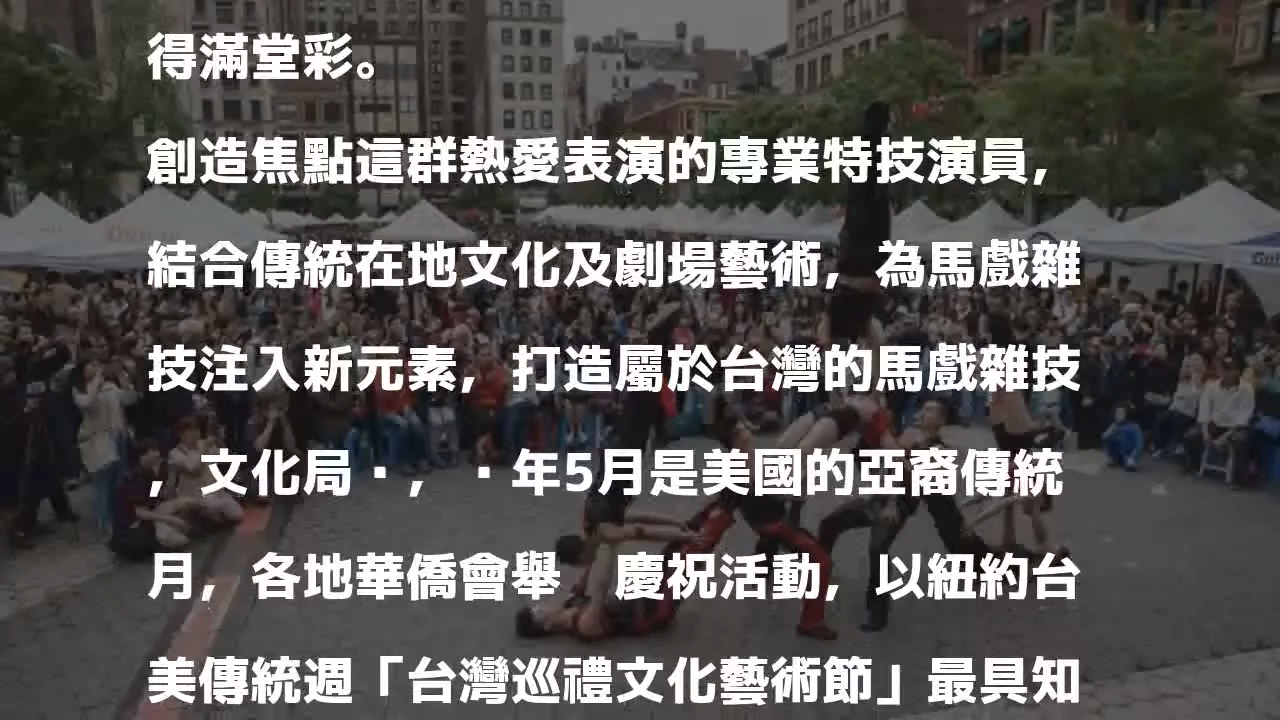 得滿堂彩。
創造焦點這群熱愛表演的專業特技演員，
結合傳統在地文化及劇場藝術，為馬戲雜
技注入新元素，打造屬於台灣的馬戲雜技
，文化局·，·年5月是美國的亞裔傳統
月，各地華僑會舉　慶祝活動，以紐約台
美傳統週「台灣巡禮文化藝術節」最具知